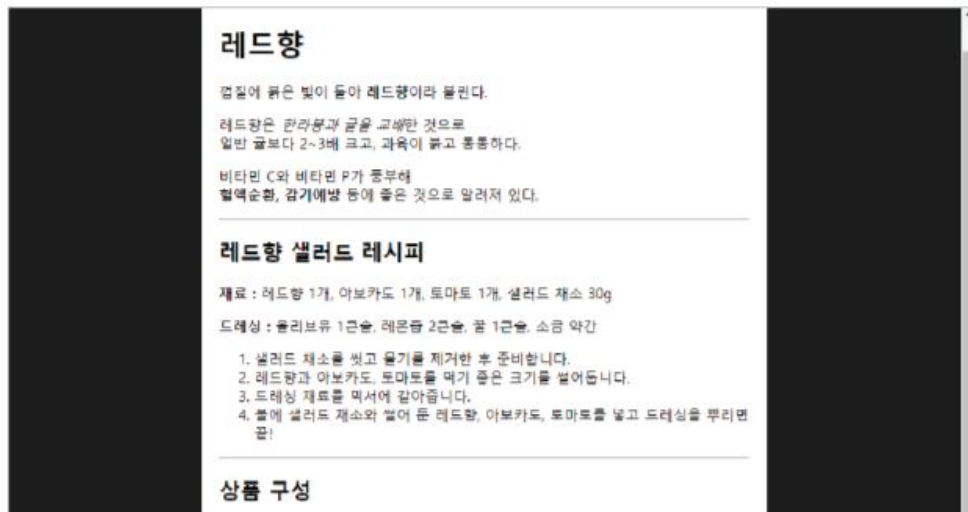 레드향
껍질에 붉은 빛이 돌아 레드향이라 불린다.
레드향은 한라봉과 귤을 교배한 것으로
일반 귤보다 2~3배 크고, 과육이 붉고 통통하다.
비타민 C와 비타민 P가 풍부해
혈액순환, 감기예방 등에 좋은 것으로 알려져 있다.
레드향 샐러드 레시피
재료 : 레드향 1개, 아보카도 1개, 토마토 1개, 샐러드 채소 30g
드레싱 : 올리브유 1큰술, 레몬즙 2큰술, 꿀 1큰술, 소금 약간
1. 샐러드 채소를 씻고 물기를 제거한 후 준비합니다.
2. 레드향과 아보카도, 토마토를 먹기 좋은 크기를 썰어둡니다.
3. 드레싱 재료를 믹서에 갈아줍니다.
4. 볼에 샐러드 채소와 썰어 둔 레드향, 아보카도, 토마토를 넣고 드레싱을 뿌리면
끝!
상품 구성